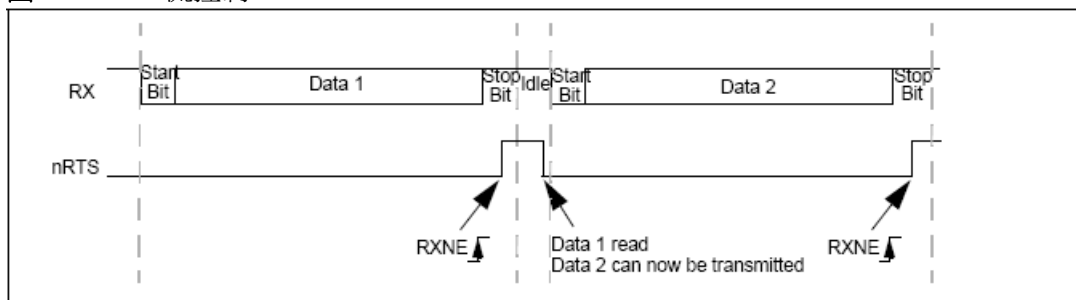 Start Bit
Data 1
Stop Bit
Idle
Start Bit
Data 2
Stop Bit
RX
nRTS
RXNE
Data 1 read
Data 2 can now be transmitted
RXNE